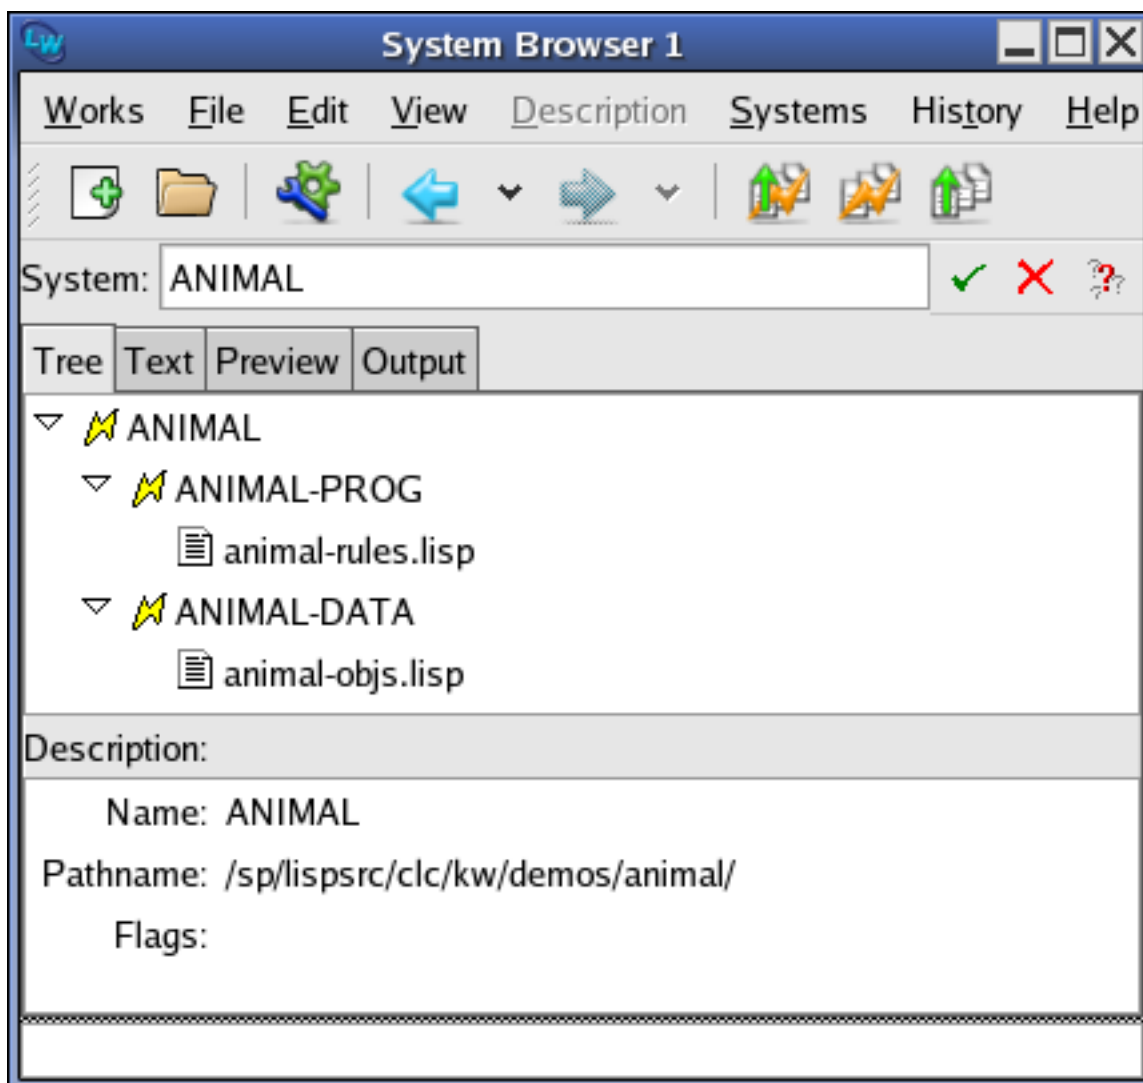 LW System Browser 1
Works File Edit View Description Systems History Help
System: ANIMAL
Tree Text Preview Output
ANIMAL
ANIMAL-PROG
animal-rules.lisp
ANIMAL-DATA
animal-objs.lisp
Description:
Name: ANIMAL
Pathname: /sp/lispsrc/clc/kw/demos/animal/
Flags: